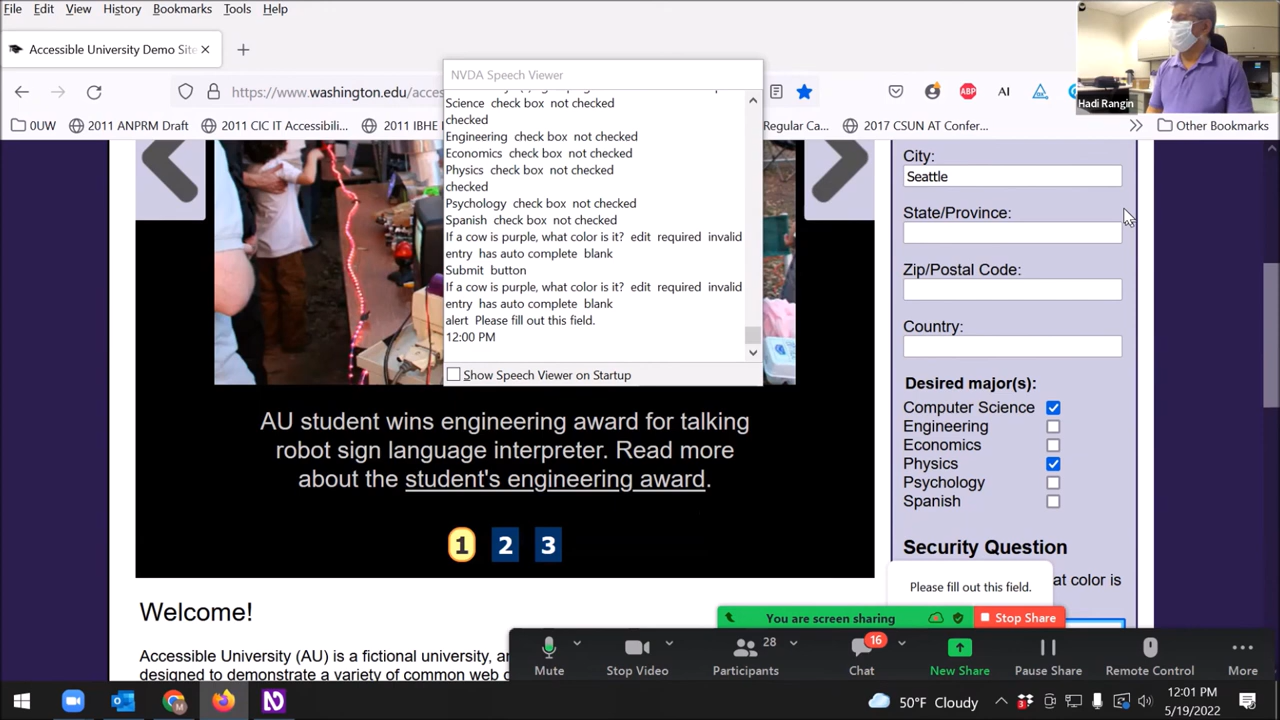 File Edit View History Bookmarks Tools Help
Accessible University Demo Sit
https://www.washington.edu/acces
ABP
AI
Hadi Rangin
0UW
2011 ANPRM Draft
2011 CIC IT Accessibili...
2011 IBHE
Regular Ca...
2017 CSUN AT Confer...
Other Bookmarks
NVDA Speech Viewer
Science check box not checked
checked
Engineering check box not checked
Economics check box not checked
Physics check box not checked
checked
Psychology check box not checked
Spanish check box not checked
If a cow is purple, what color is it? edit required invalid
entry has auto complete blank
Submit button
If a cow is purple, what color is it? edit required invalid
entry has auto complete blank
alert Please fill out this field.
12:00 PM
Show Speech Viewer on Startup
AU student wins engineering award for talking
robot sign language interpreter. Read more
about the student's engineering award.
1 2 3
Welcome!
Accessible University (AU) is a fictional university, a
designed to demonstrate a variety of common web
City:
Seattle
State/Province:
Zip/Postal Code:
Country:
Desired major(s):
Computer Science
Engineering
Economics
Physics
Psychology
Spanish
Security Question
at color is
Please fill out this field.
You are screen sharing
Stop Share
28
16
Mute
Stop Video
Participants
Chat
New Share
Pause Share
Remote Control
More
50°F Cloudy
12:01 PM
5/19/2022